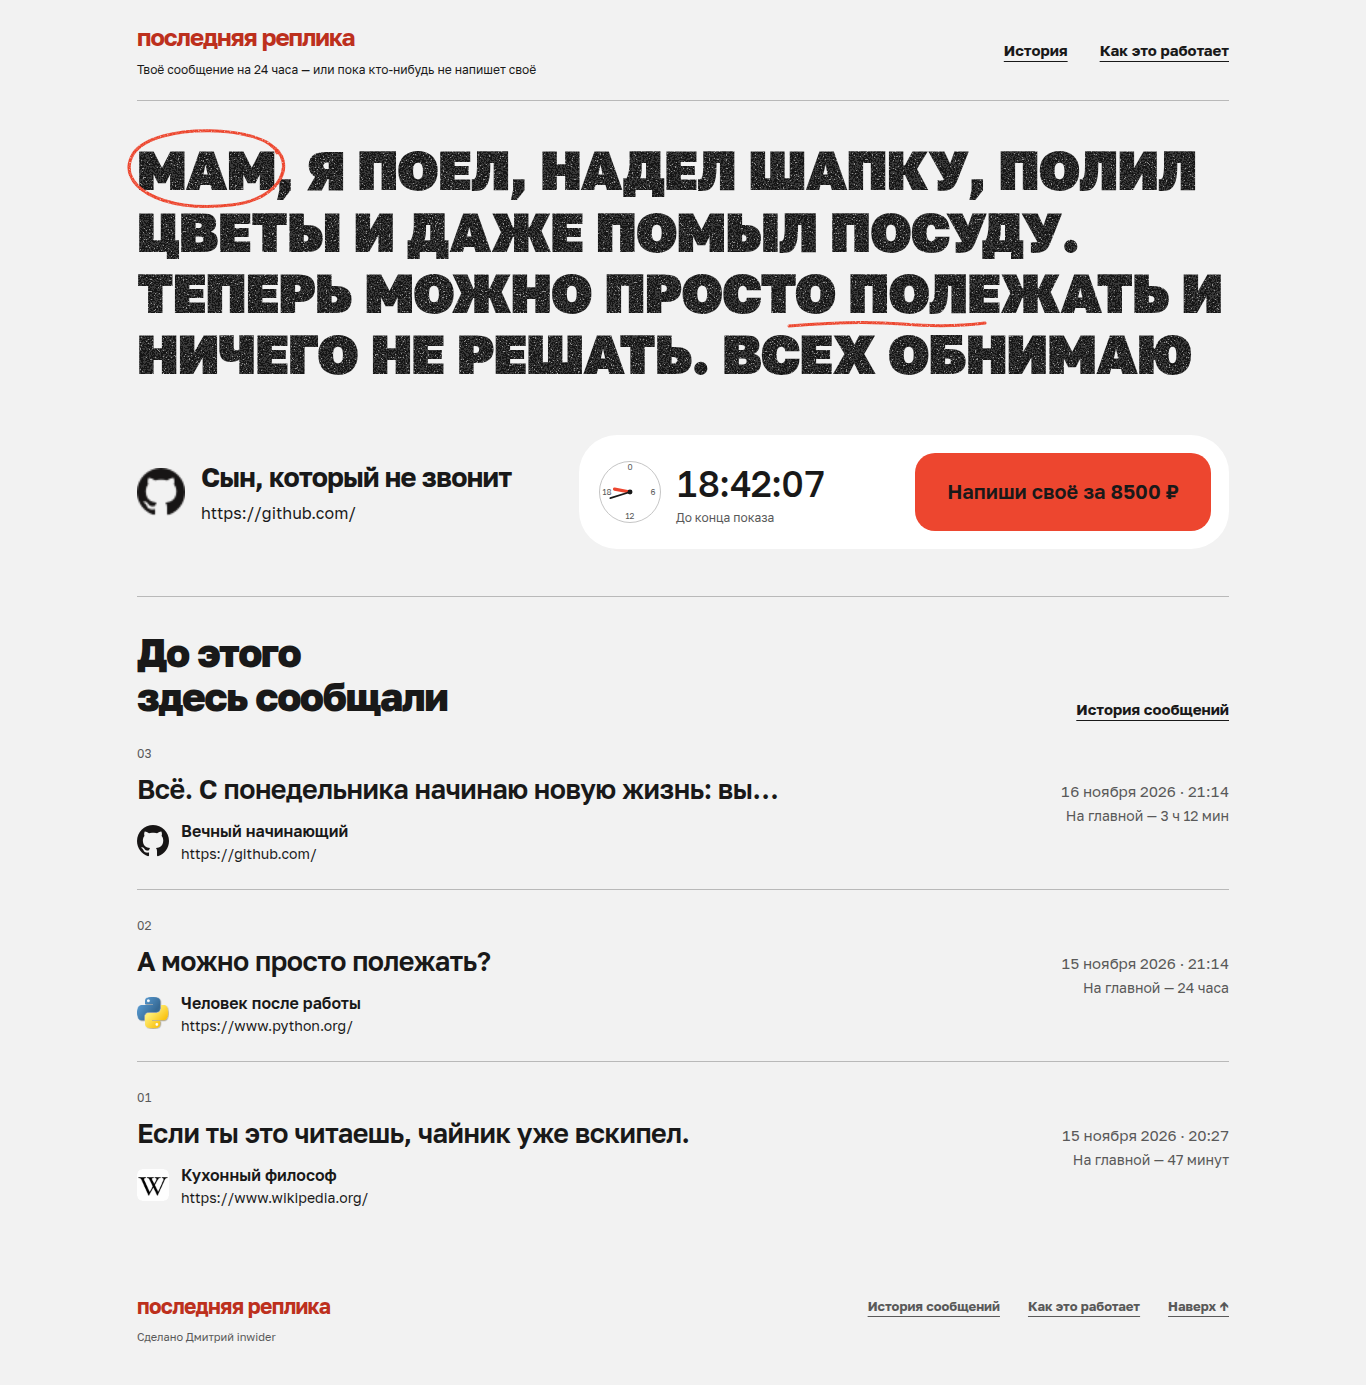 последняя реплика
Твоё сообщение на 24 часа — или пока кто-нибудь не напишет своё
История
Как это работает
МАМ, Я ПОЕЛ, НАДЕЛ ШАПКУ, ПОЛИЛ
ЦВЕТЫ И ДАЖЕ ПОМЫЛ ПОСУДУ.
ТЕПЕРЬ МОЖНО ПРОСТО ПОЛЕЖАТЬ И
НИЧЕГО НЕ РЕШАТЬ. ВСЕХ ОБНИМАЮ
Сын, который не звонит
https://github.com/
0
18
6
12
18:42:07
До конца показа
Напиши своё за 8500 ₽
До этого
здесь сообщали
История сообщений
03
Всё. С понедельника начинаю новую жизнь: вы...
16 ноября 2026 · 21:14
На главной — 3 ч 12 мин
Вечный начинающий
https://github.com/
02
А можно просто полежать?
15 ноября 2026 · 21:14
На главной — 24 часа
Человек после работы
https://www.python.org/
01
Если ты это читаешь, чайник уже вскипел.
15 ноября 2026 · 20:27
На главной — 47 минут
W
Кухонный философ
https://www.wikipedia.org/
последняя реплика
История сообщений
Как это работает
Наверх ↑
Сделано Дмитрий inwider